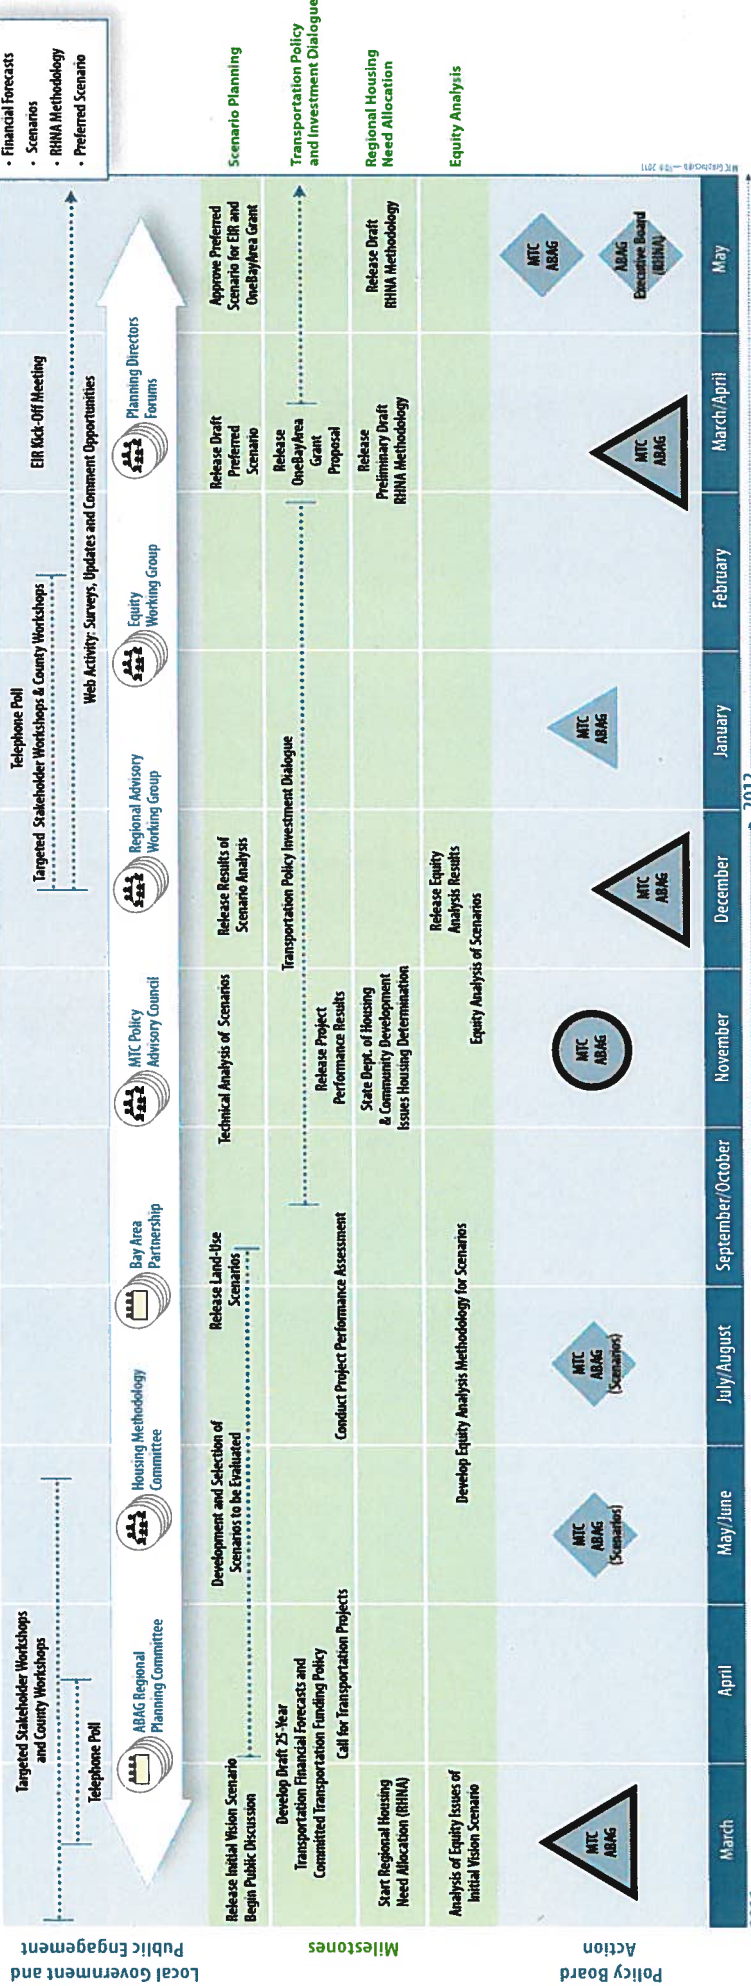 • Financial Forecasts
• Scenarios
• RHNA Methodology
• Preferred Scenario
Local Government and
Public Engagement
Targeted Stakeholder Workshops
and County Workshops
Telephone Poll
Telephone Poll
Targeted Stakeholder Workshops & County Workshops
EIR Kick-Off Meeting
Web Activity: Surveys, Updates and Comment Opportunities
ABAG Regional
Planning Committee
Housing Methodology
Committee
Bay Area
Partnership
MTC Policy
Advisory Council
Regional Advisory
Working Group
Equity
Working Group
Planning Directors
Forums
Milestones
Release Initial Vision Scenario
Begin Public Discussion
Development and Selection of
Scenarios to be Evaluated
Release Land-Use
Scenarios
Technical Analysis of Scenarios
Release Results of
Scenario Analysis
Release Draft
Preferred
Scenario
Approve Preferred
Scenario for EIR and
OneBayArea Grant
Scenario Planning
Develop Draft 25-Year
Transportation Financial Forecasts and
Committed Transportation Funding Policy
Call for Transportation Projects
Conduct Project Performance Assessment
Transportation Policy Investment Dialogue
Release Project
Performance Results
Release
OneBayArea
Grant
Proposal
Transportation Policy
and Investment Dialogue
Start Regional Housing
Need Allocation (RHNA)
State Dept. of Housing
& Community Development
Issues Housing Determination
Release
Preliminary Draft
RHNA Methodology
Release Draft
RHNA Methodology
Regional Housing
Need Allocation
Analysis of Equity Issues of
Initial Vision Scenario
Develop Equity Analysis Methodology for Scenarios
Release Equity
Analysis Results
Equity Analysis of Scenarios
Equity Analysis
Policy Board
Action
MTC
ABAG
MTC
ABAG
(Scenarios)
MTC
ABAG
(Scenarios)
MTC
ABAG
MTC
ABAG
MTC
ABAG
MTC
ABAG
MTC
ABAG
ABAG
Executive Board
(RHNA)
March
April
May/June
July/August
September/October
November
December
January
February
March/April
May
2012